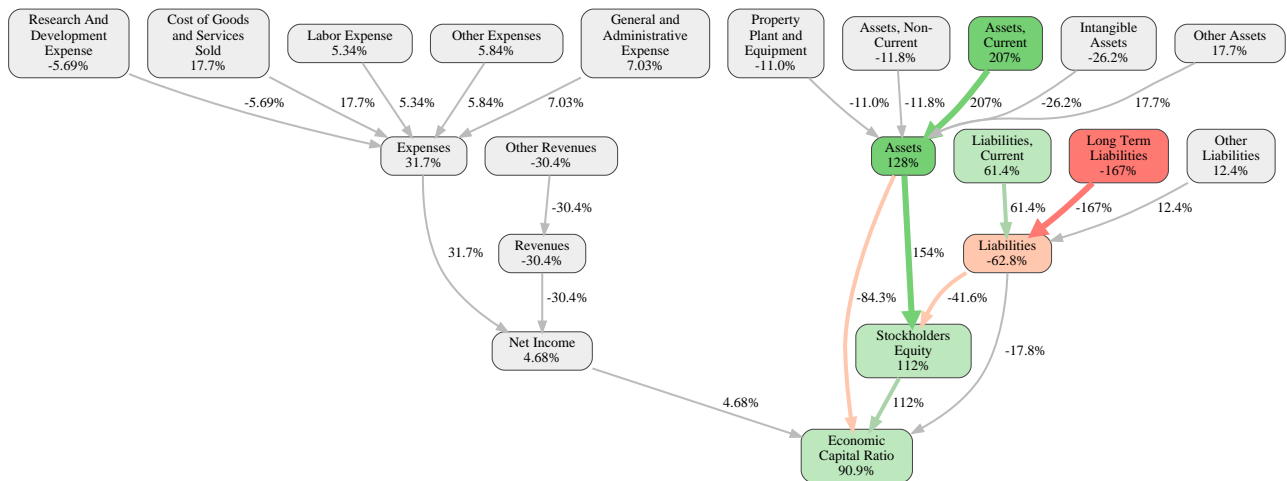 Research And
Development
Expense
-5.69%
Cost of Goods
and Services
Sold
17.7%
Labor Expense
5.34%
Other Expenses
5.84%
General and
Administrative
Expense
7.03%
Property
Plant and
Equipment
-11.0%
Assets, Non-
Current
-11.8%
Assets,
Current
207%
Intangible
Assets
-26.2%
Other Assets
17.7%
-5.69%
17.7%
5.34%
5.84%
7.03%
-11.0%
-11.8%
207%
-26.2%
17.7%
Expenses
31.7%
Other Revenues
-30.4%
Assets
128%
Liabilities,
Current
61.4%
Long Term
Liabilities
-167%
Other
Liabilities
12.4%
-30.4%
61.4%
-167%
12.4%
Revenues
-30.4%
Liabilities
-62.8%
31.7%
154%
-30.4%
-84.3%
-41.6%
Net Income
4.68%
Stockholders
Equity
112%
-17.8%
4.68%
112%
Economic
Capital Ratio
90.9%